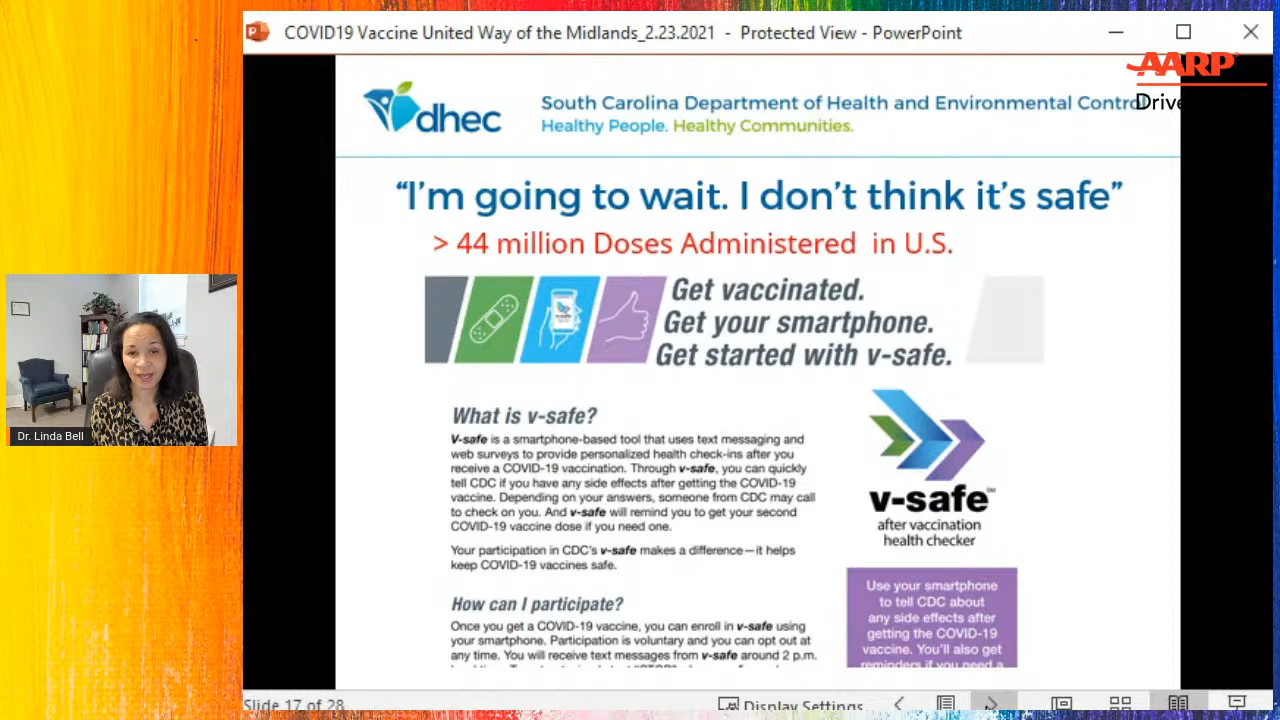 COVID19 Vaccine United Way of the Midlands_2.23.2021 - Protected View - PowerPoint
AARP
Drive
dhec
South Carolina Department of Health and Environmental Control
Healthy People. Healthy Communities.
“I’m going to wait. I don’t think it’s safe”
> 44 million Doses Administered in U.S.
Get vaccinated.
Get your smartphone.
Get started with v-safe.
What is v-safe?
V-safe is a smartphone-based tool that uses text messaging and
web surveys to provide personalized health check-ins after you
receive a COVID-19 vaccination. Through v-safe, you can quickly
tell CDC if you have any side effects after getting the COVID-19
vaccine. Depending on your answers, someone from CDC may call
to check on you. And v-safe will remind you to get your second
COVID-19 vaccine dose if you need one.
Your participation in CDC's v-safe makes a difference—it helps
keep COVID-19 vaccines safe.
How can I participate?
Once you get a COVID-19 vaccine, you can enroll in v-safe using
your smartphone. Participation is voluntary and you can opt out at
any time. You will receive text messages from v-safe around 2 p.m.
v-safe™
after vaccination
health checker
Use your smartphone
to tell CDC about
any side effects after
getting the COVID-19
vaccine. You'll also get
reminders if you need a
Dr. Linda Bell
Slide 17 of 28
Display Settings